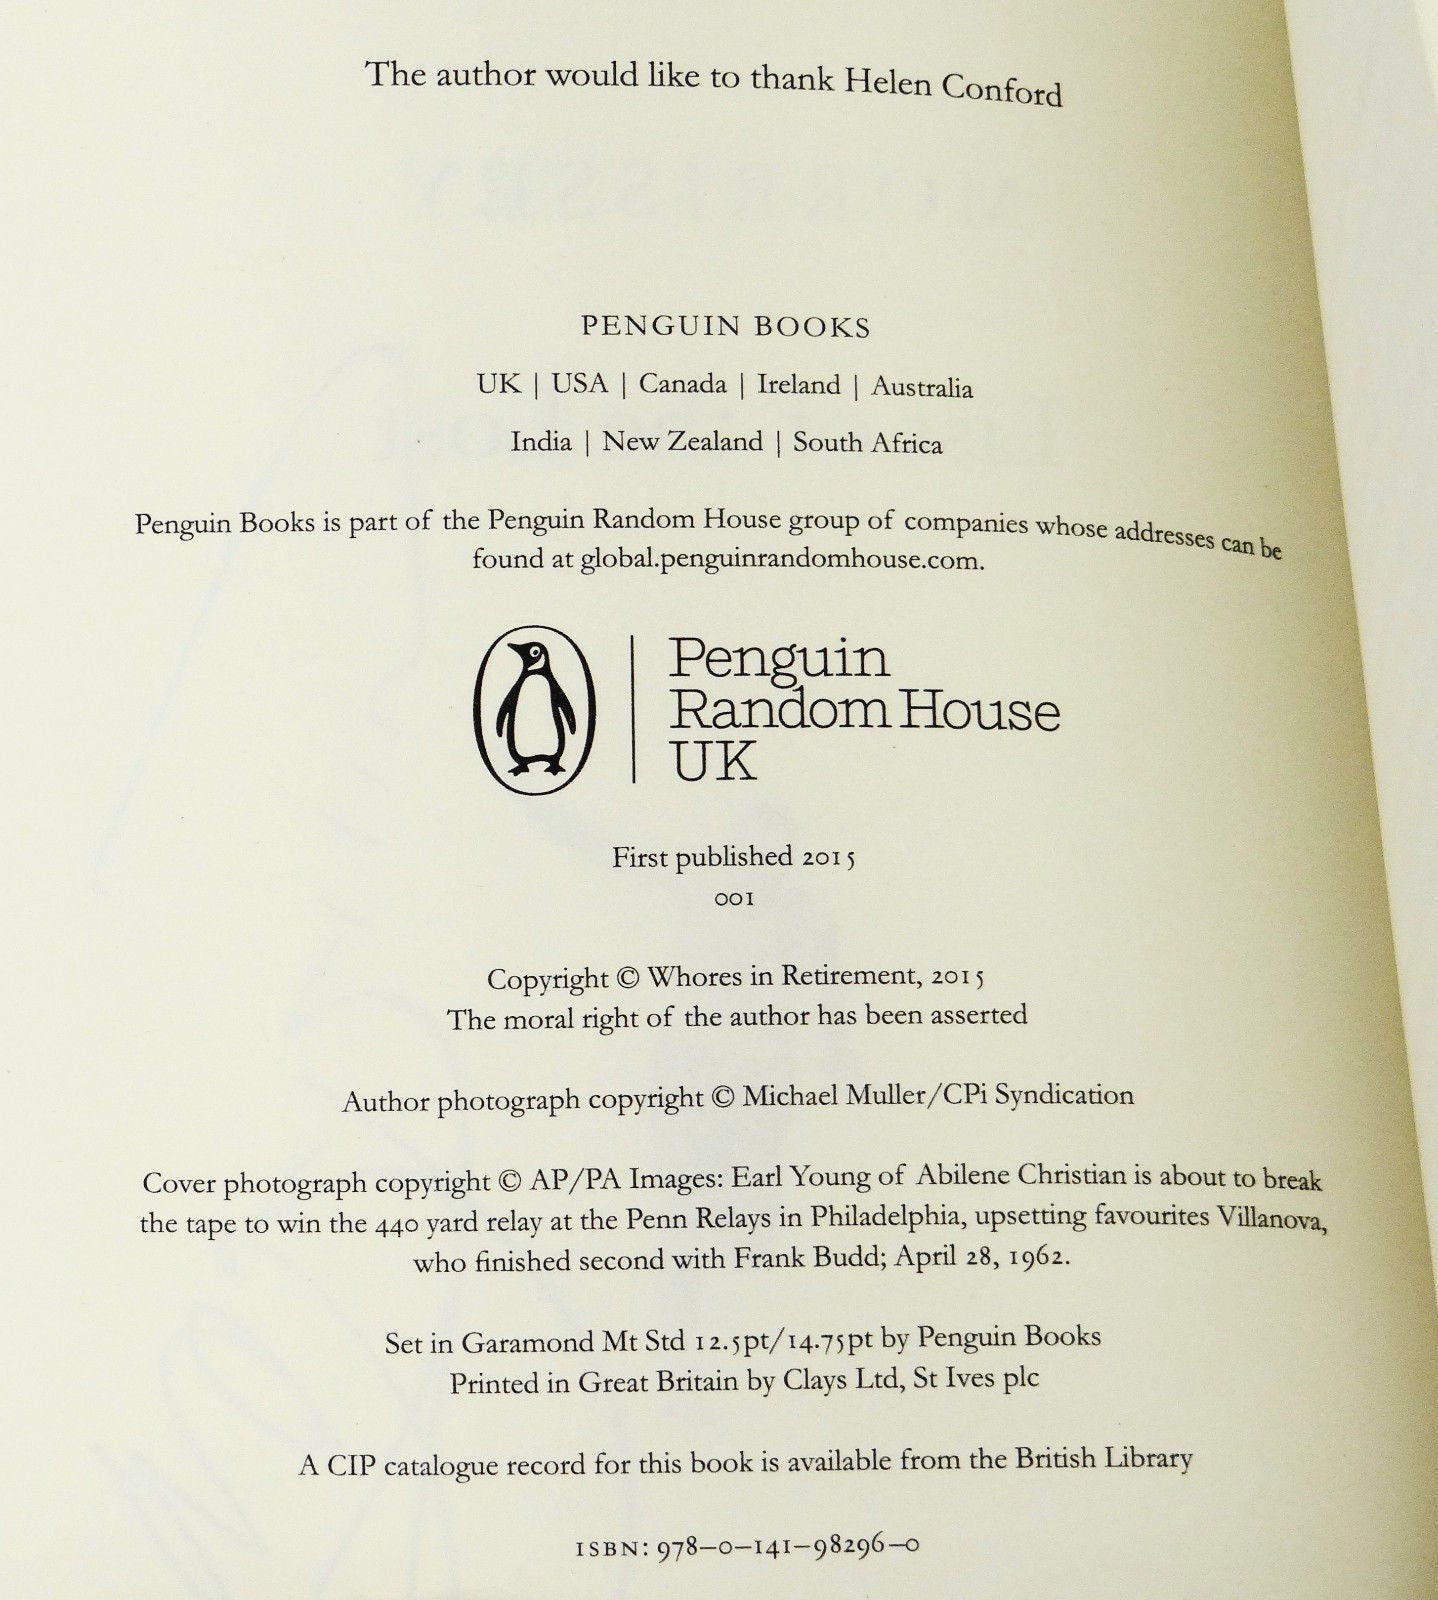 The author would like to thank Helen Conford
PENGUIN BOOKS
UK | USA | Canada | Ireland | Australia
India | New Zealand | South Africa
Penguin Books is part of the Penguin Random House group of companies whose addresses can be
found at global.penguinrandomhouse.com.
Penguin
Random House
UK
First published 2015
001
Copyright © Whores in Retirement, 2015
The moral right of the author has been asserted
Author photograph copyright © Michael Muller/CPi Syndication
Cover photograph copyright © AP/PA Images: Earl Young of Abilene Christian is about to break
the tape to win the 440 yard relay at the Penn Relays in Philadelphia, upsetting favourites Villanova,
who finished second with Frank Budd; April 28, 1962.
Set in Garamond Mt Std 12.5pt/14.75pt by Penguin Books
Printed in Great Britain by Clays Ltd, St Ives plc
A CIP catalogue record for this book is available from the British Library
ISBN: 978–0–141–98296–0